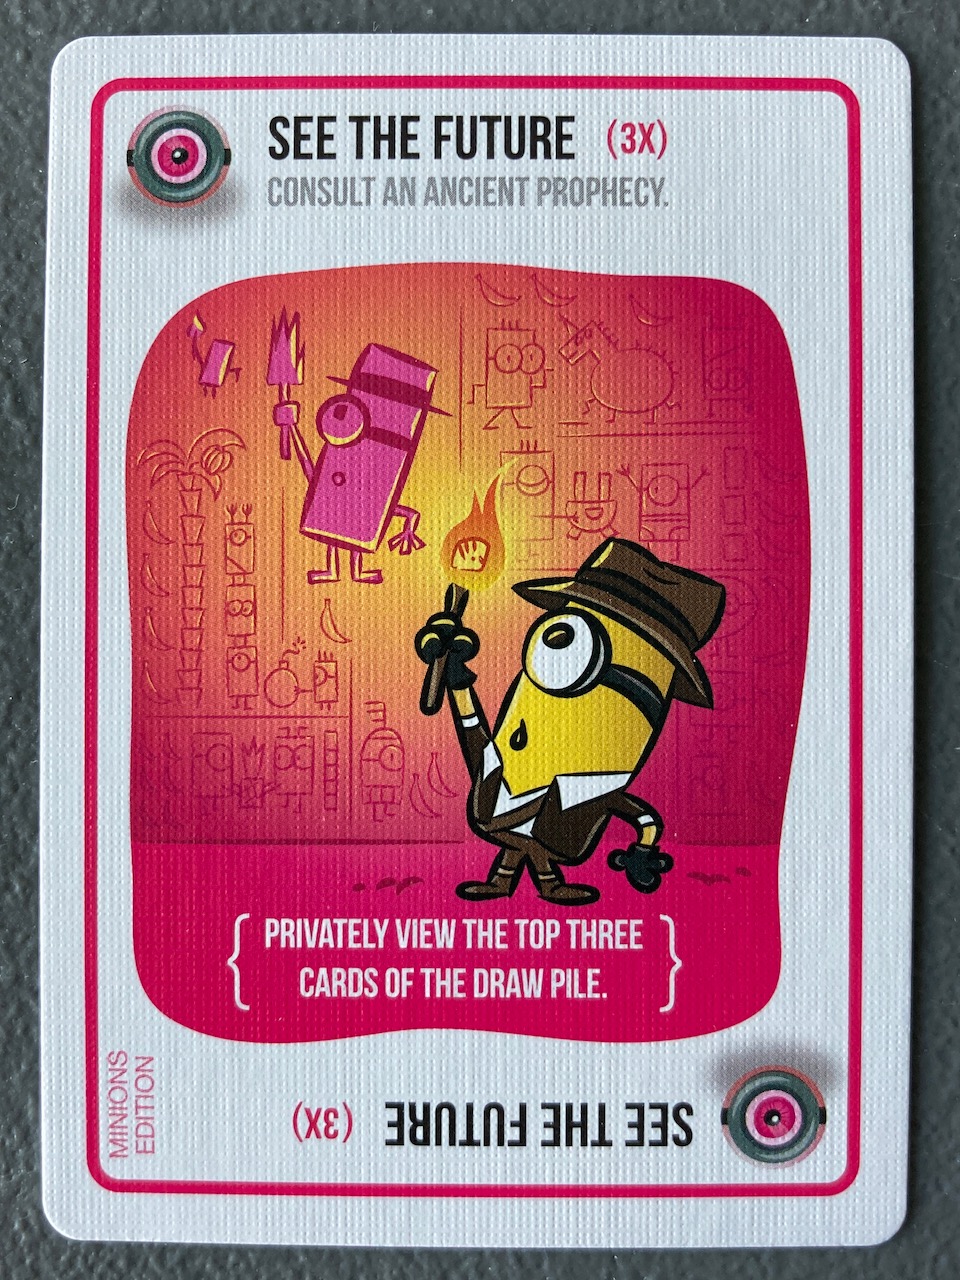 SEE THE FUTURE (3X)
CONSULT AN ANCIENT PROPHECY.
PRIVATELY VIEW THE TOP THREE
CARDS OF THE DRAW PILE.
MINIONS
EDITION
SEE THE FUTURE (3X)